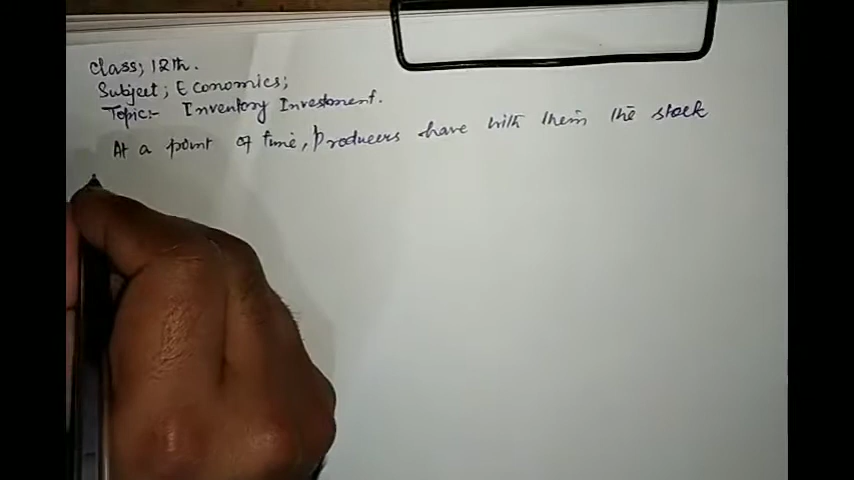 Class; 12th.
Subject; Economics;
Topic:- Inventory Investment.
At a point of time, Producers have with them the stock